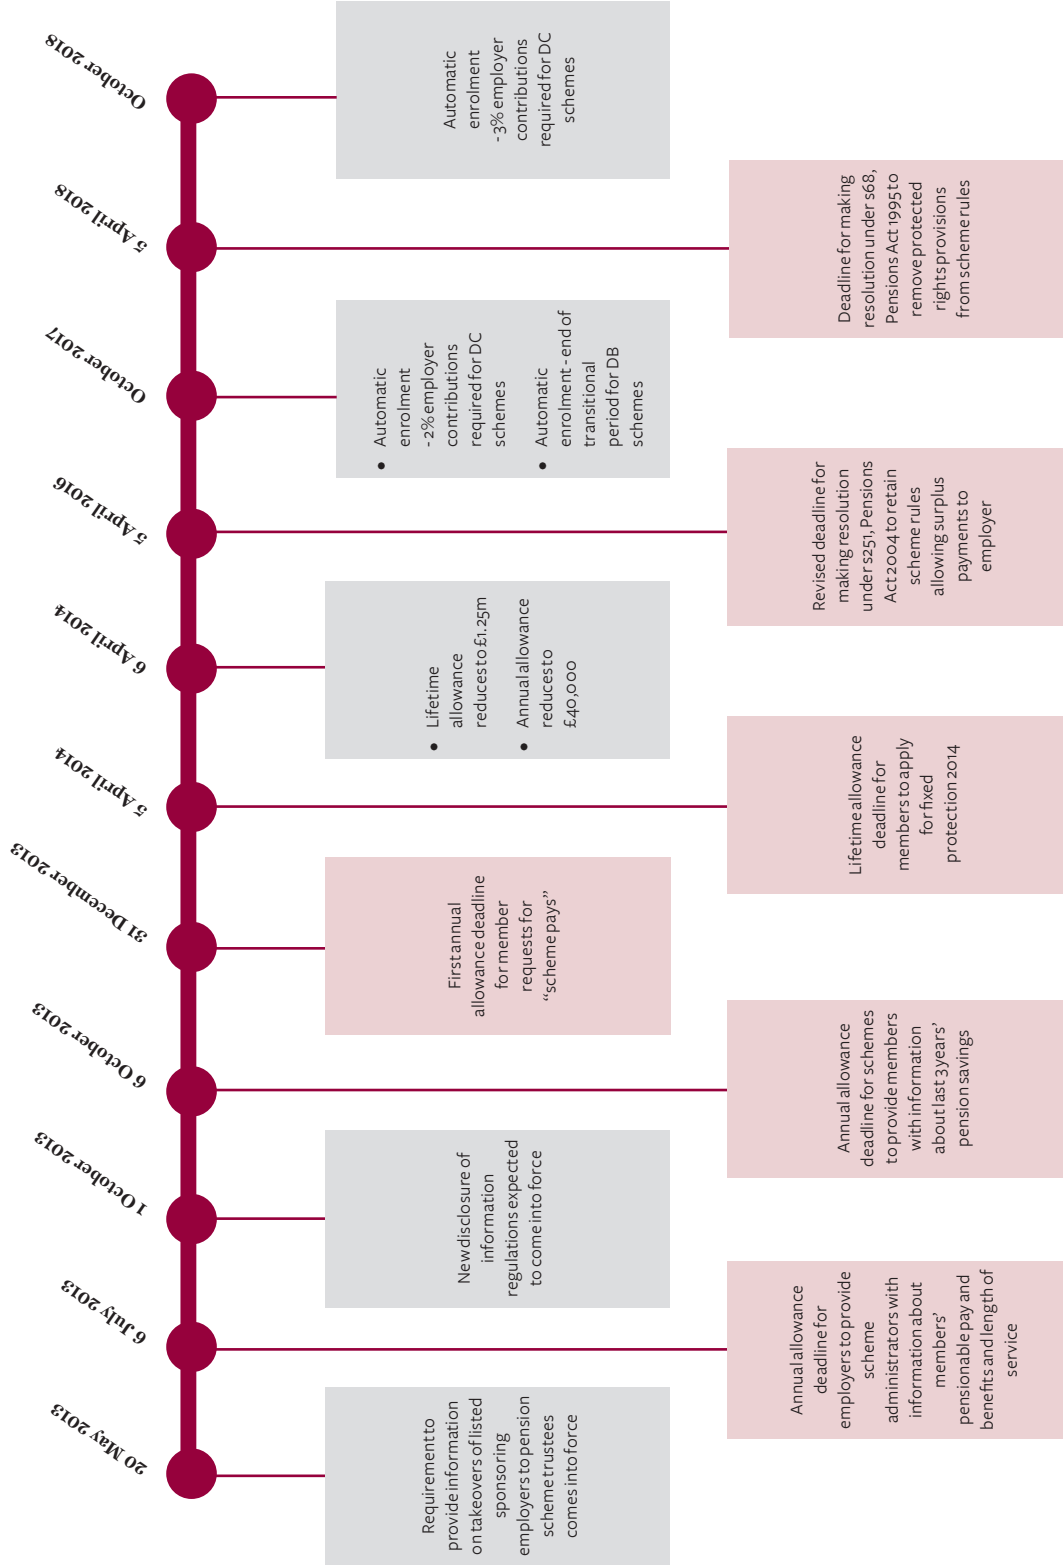 20 May 2013
6 July 2013
1 October 2013
6 October 2013
31 December 2013
5 April 2014
6 April 2014
5 April 2016
October 2017
5 April 2018
October 2018
Requirement to
provide information
on takeovers of listed
sponsoring
employers to pension
scheme trustees
comes into force
New disclosure of
information
regulations expected
to come into force
First annual
allowance deadline
for member
requests for
“scheme pays”
• Lifetime
allowance
reduces to £1.25m
• Annual allowance
reduces to
£40,000
• Automatic
enrolment
-2% employer
contributions
required for DC
schemes
• Automatic
enrolment - end of
transitional
period for DB
schemes
Automatic
enrolment
-3% employer
contributions
required for DC
schemes
Annual allowance
deadline for
employers to provide
scheme
administrators with
information about
members’
pensionable pay and
benefits and length of
service
Annual allowance
deadline for schemes
to provide members
with information
about last 3 years’
pension savings
Lifetime allowance
deadline for
members to apply
for fixed
protection 2014
Revised deadline for
making resolution
under s251, Pensions
Act 2004 to retain
scheme rules
allowing surplus
payments to
employer
Deadline for making
resolution under s68,
Pensions Act 1995 to
remove protected
rights provisions
from scheme rules